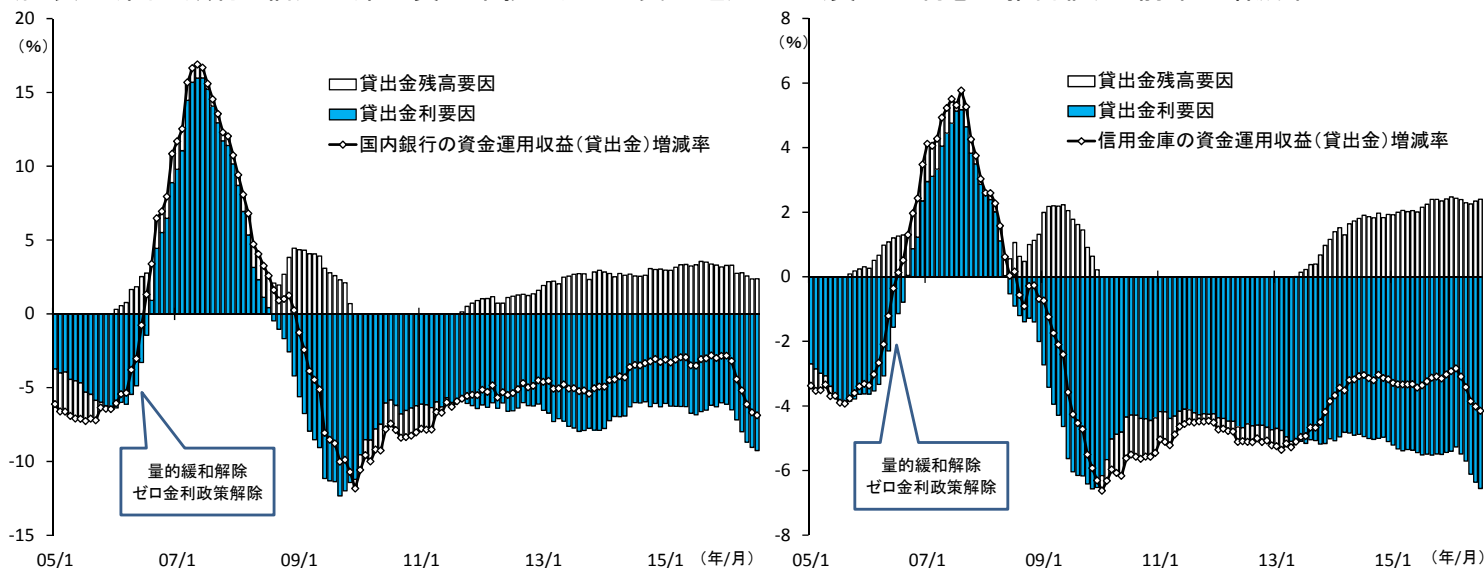 20
(%)
15
10
5
0
-5
-10
-15
05/1
07/1
09/1
11/1
13/1
15/1
(年/月)
貸出金残高要因
貸出金利要因
国内銀行の資金運用収益(貸出金)増減率
量的緩和解除
ゼロ金利政策解除
8
(%)
6
4
2
0
-2
-4
-6
-8
05/1
07/1
09/1
11/1
13/1
15/1
(年/月)
貸出金残高要因
貸出金利要因
信用金庫の資金運用収益(貸出金)増減率
量的緩和解除
ゼロ金利政策解除